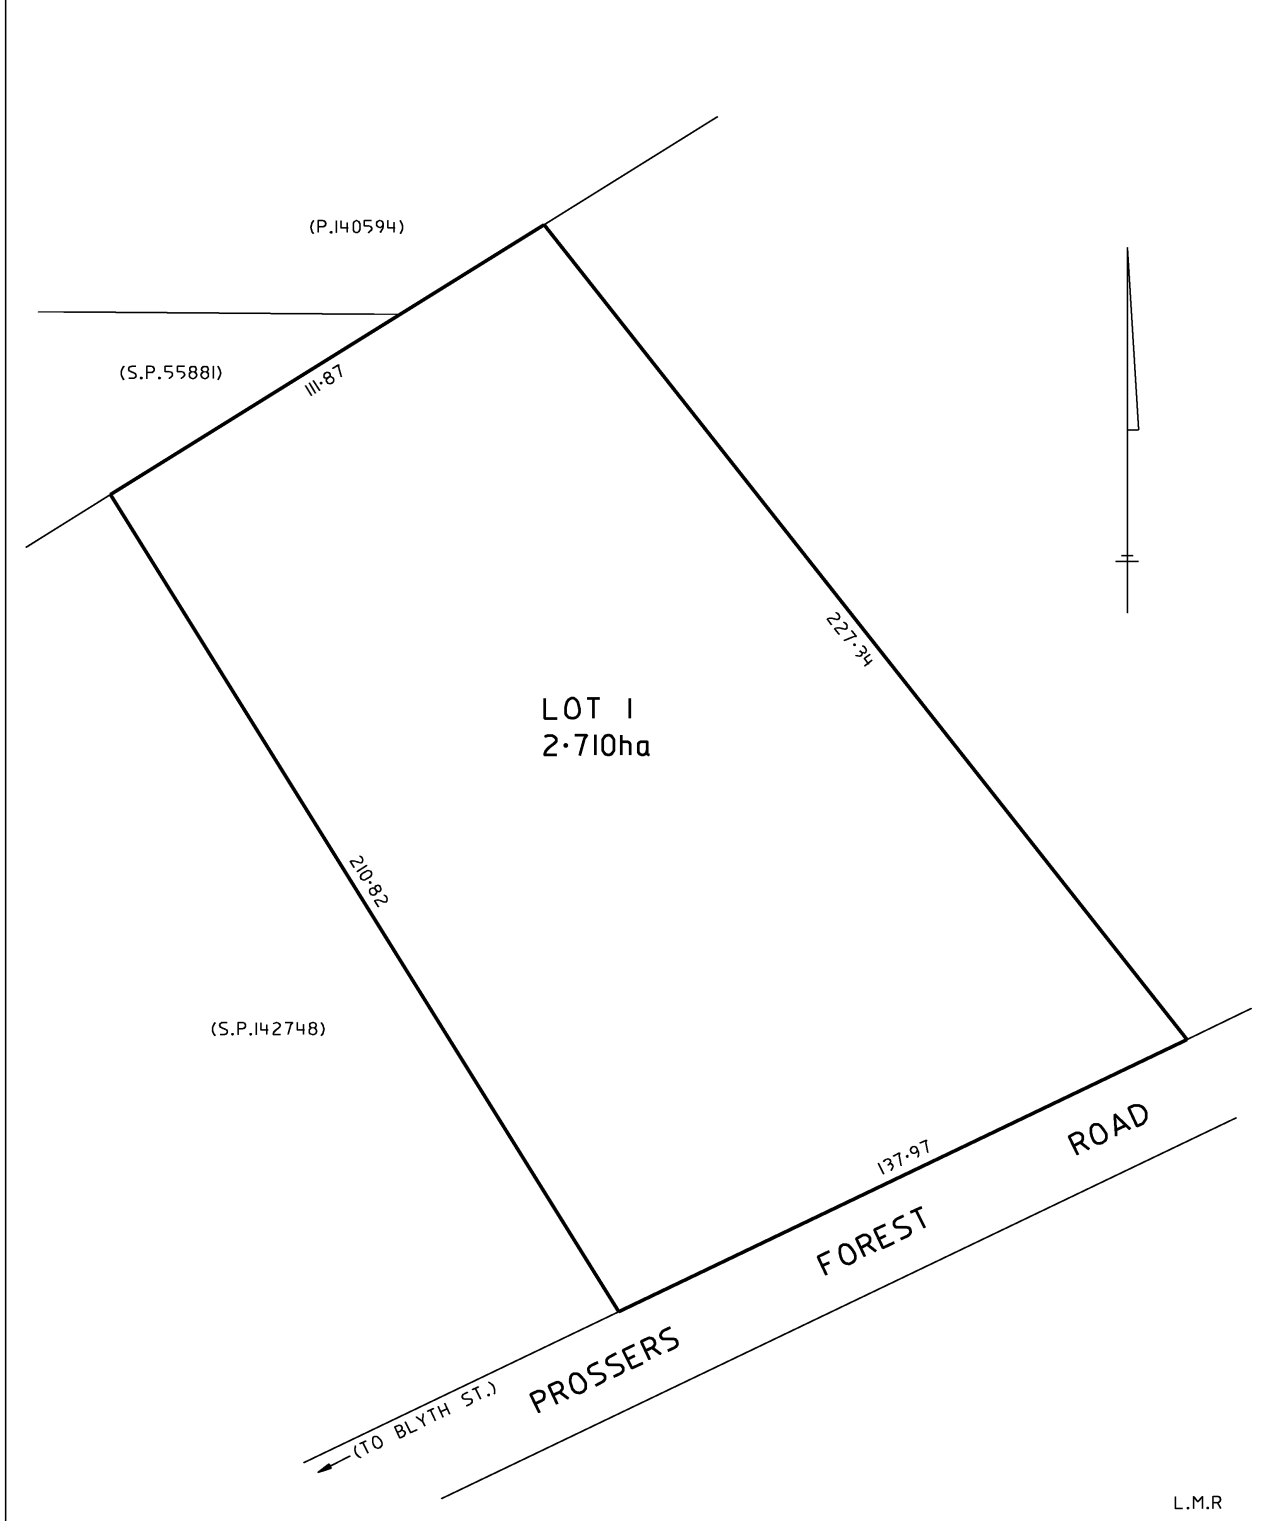 (P.140594)
(S.P.55881)
111·87
227·34
LOT 1
2·710ha
210·82
(S.P.142748)
137·97
PROSSERS FOREST ROAD
(TO BLYTH ST.)
L.M.R